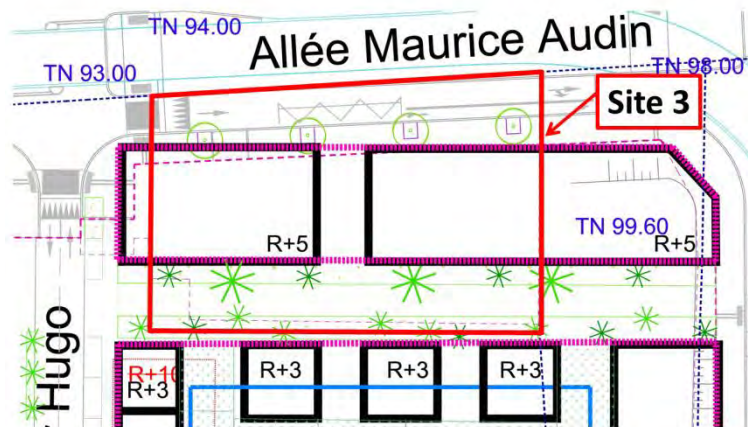 TN 94.00
Allée Maurice Audin
TN 93.00
TN 98.00
Site 3
TN 99.60
R+5
R+5
Hugo
R+10
R+3
R+3
R+3
R+3